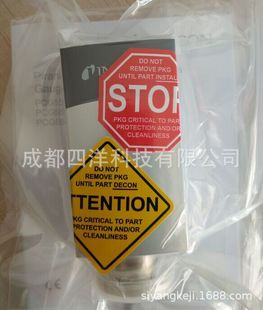 DO NOT
REMOVE PKG
UNTIL PART INSTAL
STOP
PKG CRITICAL TO PART
PROTECTION AND/OR
CLEANLINESS
成都四洋科技有限公司
DO NOT
REMOVE PKG
UNTIL PART DECON
TTENTION
PKG CRITICAL TO PART
PROTECTION AND/OR
CLEANLINESS
siyangkeji.1688.com